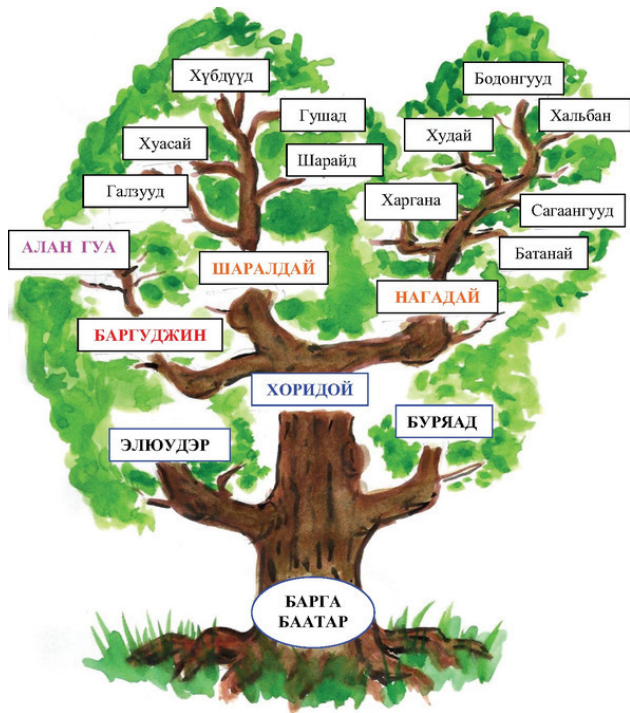 Хүбдүүд
Бодонгууд
Гушад
Хальбан
Хуасай
Худай
Шарайд
Галзууд
Харгана
Сагаангууд
АЛАН ГУА
Батанай
ШАРАЛДАЙ
НАГАДАЙ
БАРГУДЖИН
ХОРИДОЙ
БУРЯАД
ЭЛЮУДЭР
БАРГА
БААТАР